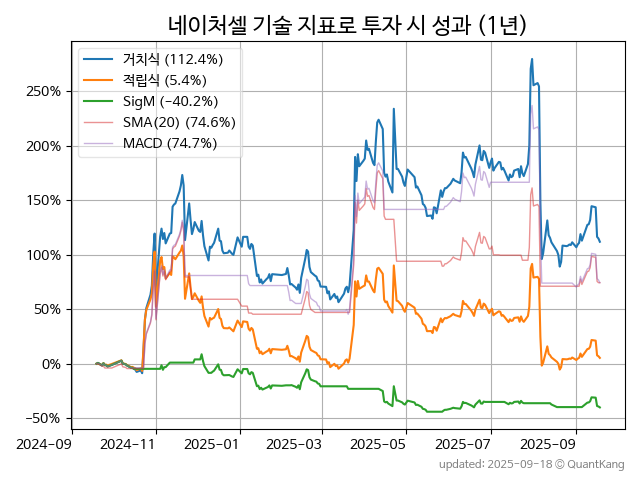 네이처셀 기술 지표로 투자 시 성과 (1년)
거치식 (112.4%)
적립식 (5.4%)
SigM (−40.2%)
SMA(20) (74.6%)
MACD (74.7%)
250%
200%
150%
100%
50%
0%
−50%
2024-09 2024-11 2025-01 2025-03 2025-05 2025-07 2025-09
updated: 2025-09-18 © QuantKang